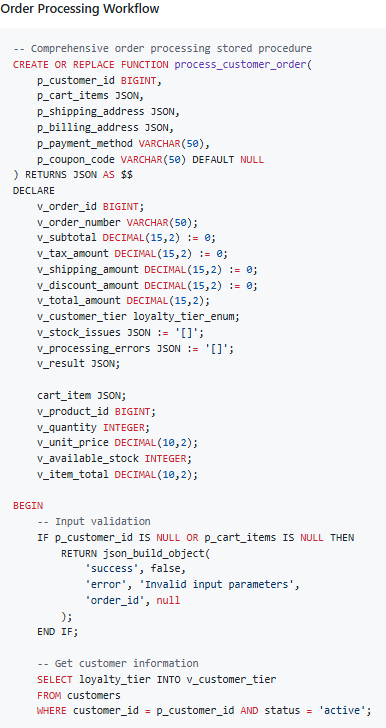 Order Processing Workflow
-- Comprehensive order processing stored procedure
CREATE OR REPLACE FUNCTION process_customer_order(
    p_customer_id BIGINT,
    p_cart_items JSON,
    p_shipping_address JSON,
    p_billing_address JSON,
    p_payment_method VARCHAR(50),
    p_coupon_code VARCHAR(50) DEFAULT NULL
) RETURNS JSON AS $$
DECLARE
    v_order_id BIGINT;
    v_order_number VARCHAR(50);
    v_subtotal DECIMAL(15,2) := 0;
    v_tax_amount DECIMAL(15,2) := 0;
    v_shipping_amount DECIMAL(15,2) := 0;
    v_discount_amount DECIMAL(15,2) := 0;
    v_total_amount DECIMAL(15,2);
    v_customer_tier loyalty_tier_enum;
    v_stock_issues JSON := '[]';
    v_processing_errors JSON := '[]';
    v_result JSON;

    cart_item JSON;
    v_product_id BIGINT;
    v_quantity INTEGER;
    v_unit_price DECIMAL(10,2);
    v_available_stock INTEGER;
    v_item_total DECIMAL(10,2);

BEGIN
    -- Input validation
    IF p_customer_id IS NULL OR p_cart_items IS NULL THEN
        RETURN json_build_object(
            'success', false,
            'error', 'Invalid input parameters',
            'order_id', null
        );
    END IF;

    -- Get customer information
    SELECT loyalty_tier INTO v_customer_tier
    FROM customers
    WHERE customer_id = p_customer_id AND status = 'active';